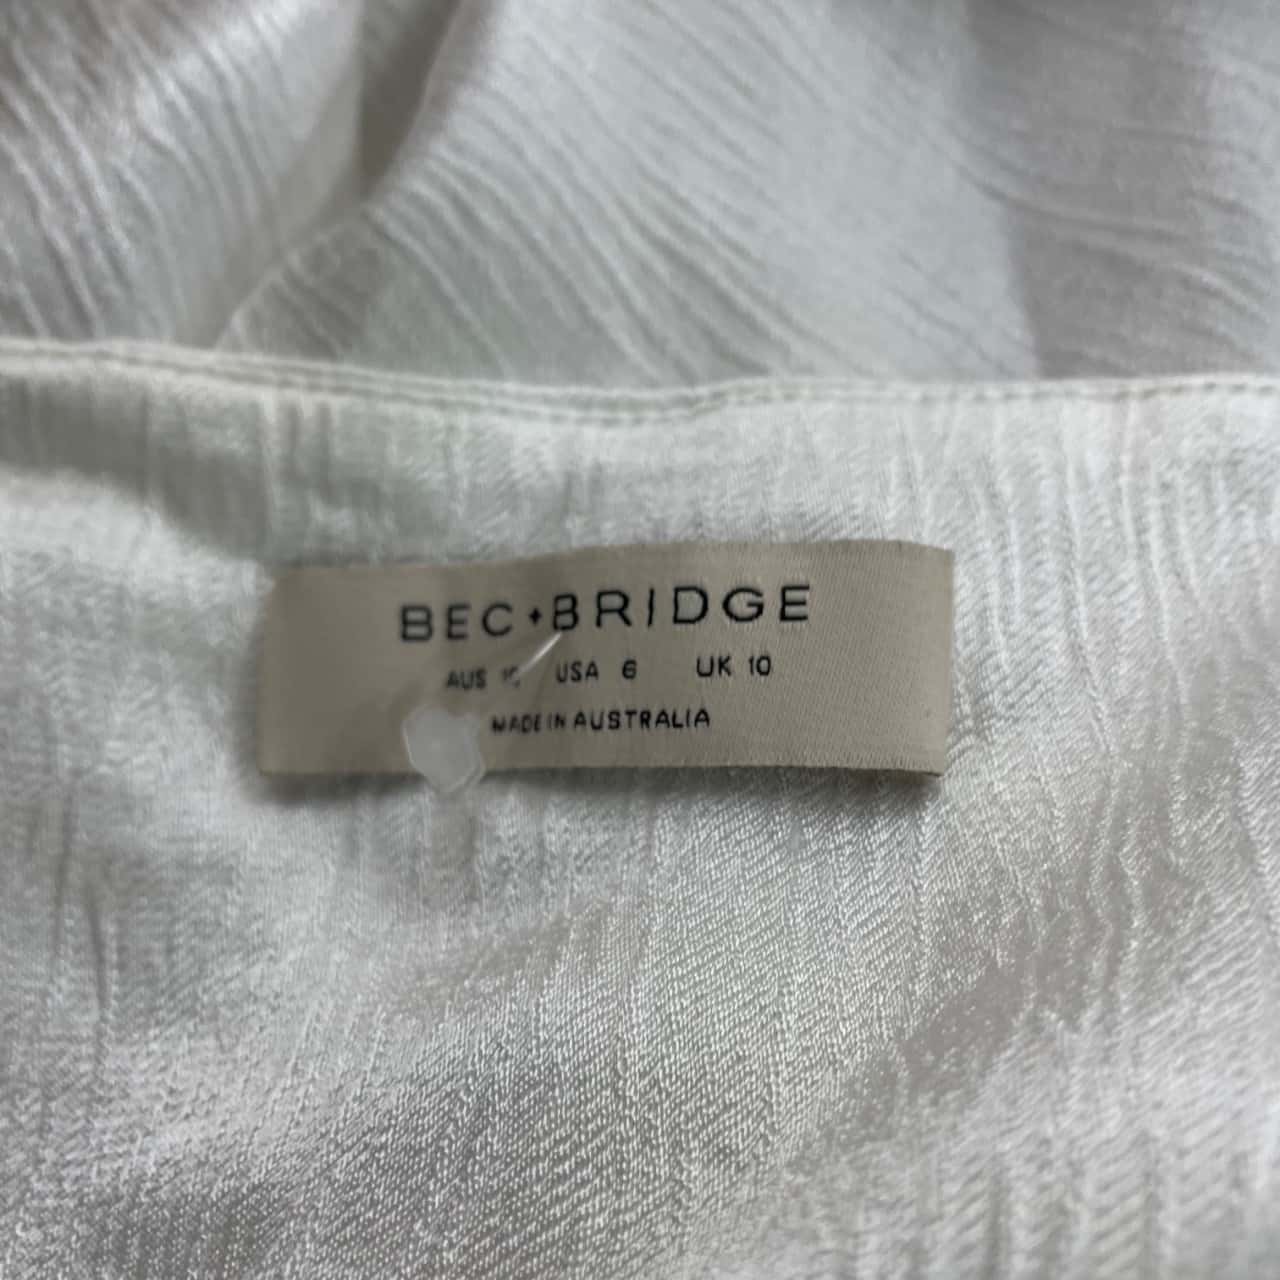 BEC+BRIDGE
AUS USA 6 UK 10
MADE IN AUSTRALIA